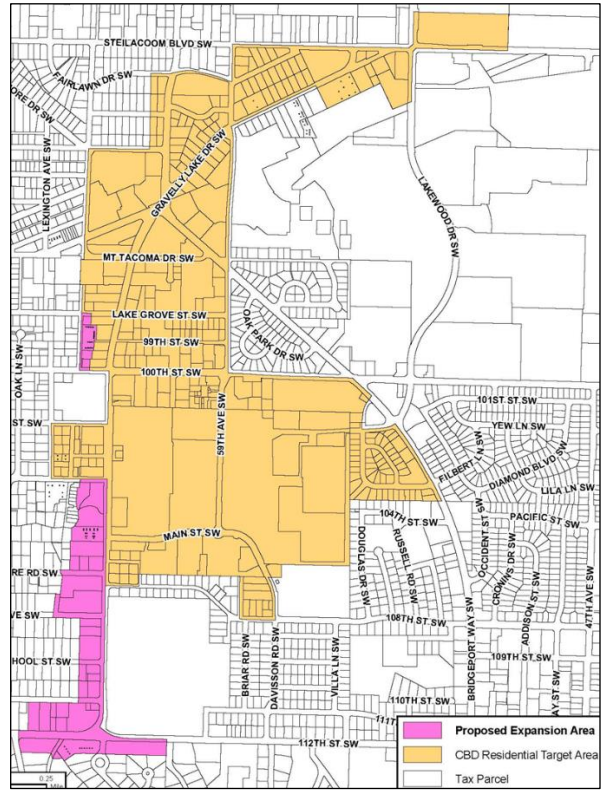 STEILACOOM BLVD SW
FAIRLAWN DR SW
ORE DR SW
LEXINGTON AVE SW
GRAVELLY LAKE DR SW
LAKEWOOD DR SW
MT TACOMA DR SW
LAKE GROVE ST SW
OAK PARK DR SW
99TH ST SW
OAK LN SW
100TH ST SW
59TH AVE SW
101ST ST SW
YEW LN SW
ST SW
FILBERT LN SW
DIAMOND BLVD SW
LILA LN SW
104TH ST SW
PACIFIC ST SW
MAIN ST SW
DOUGLAS DR SW
RUSSELL RD SW
OCCIDENT ST SW
CRONINS DR SW
ADDISON ST SW
47TH AVE SW
RE RD SW
VE SW
108TH ST SW
BRIDGEPORT WAY SW
109TH ST SW
HOOL ST SW
BRIAR RD SW
DAVISSON RD SW
VILLA LN SW
110TH ST SW
AY ST SW
111T
112TH ST SW
Proposed Expansion Area
CBD Residential Target Area
Tax Parcel
0.25